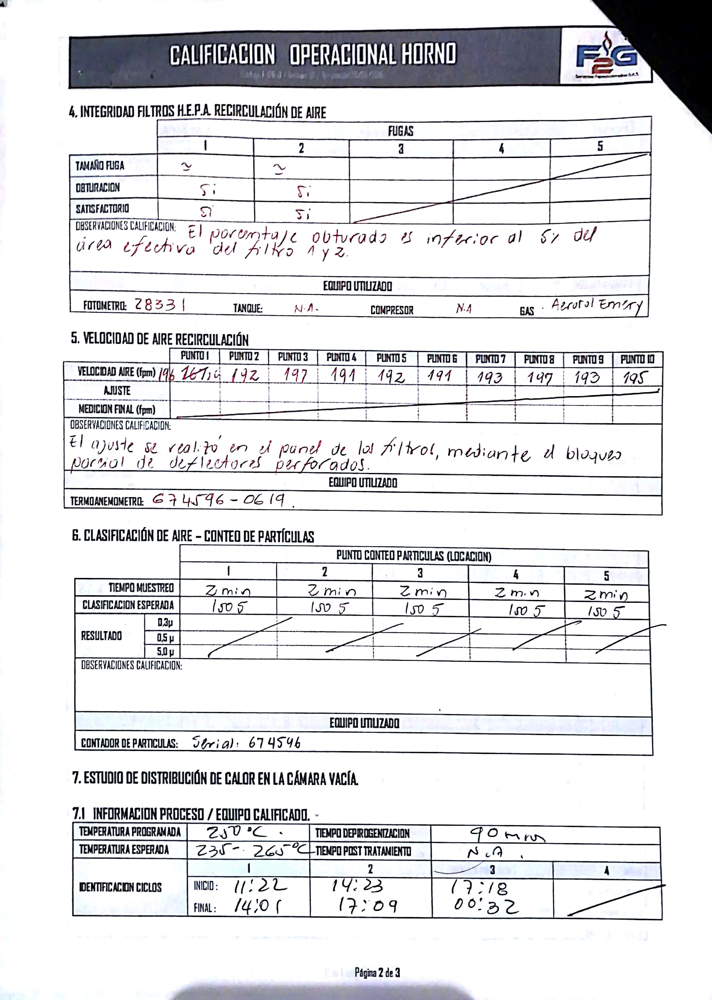 CALIFICACION OPERACIONAL HORNO
F2G
4. INTEGRIDAD FILTROS H.E.P.A. RECIRCULACIÓN DE AIRE
FUGAS
1 2 3 4 5
TAMAÑO FUGA ~ ~
OBTURACION Si Si
SATISFACTORIO Si Si
OBSERVACIONES CALIFICACION: El porcentaje obturado es inferior al 5% del
área efectiva del filtro 1 y 2.
EQUIPO UTILIZADO
FOTOMETRO: 28331 TANQUE: N.A. COMPRESOR N.A GAS: Aerosol Emery
5. VELOCIDAD DE AIRE RECIRCULACIÓN
PUNTO 1 PUNTO 2 PUNTO 3 PUNTO 4 PUNTO 5 PUNTO 6 PUNTO 7 PUNTO 8 PUNTO 9 PUNTO 10
VELOCIDAD AIRE (fpm) 196 192 197 191 192 191 193 197 193 195
AJUSTE
MEDICION FINAL (fpm)
OBSERVACIONES CALIFICACION:
El ajuste se realizó en el panel de los filtros, mediante el bloqueo
parcial de deflectores perforados.
EQUIPO UTILIZADO
TERMOANEMOMETRO: 674596-0619.
6. CLASIFICACIÓN DE AIRE – CONTEO DE PARTÍCULAS
PUNTO CONTEO PARTICULAS (LOCACION)
1 2 3 4 5
TIEMPO MUESTREO 2 min 2 min 2 min 2 min 2 min
CLASIFICACION ESPERADA ISO 5 ISO 5 ISO 5 ISO 5 ISO 5
RESULTADO
0,3µ
0,5 µ
5,0 µ
OBSERVACIONES CALIFICACION:
EQUIPO UTILIZADO
CONTADOR DE PARTICULAS: Serial: 674596
7. ESTUDIO DE DISTRIBUCIÓN DE CALOR EN LA CÁMARA VACÍA.
7.1 INFORMACION PROCESO / EQUIPO CALIFICADO.
TEMPERATURA PROGRAMADA 250°C. TIEMPO DEPIROGENIZACION 90 min
TEMPERATURA ESPERADA 235-265°C TIEMPO POST TRATAMIENTO N.A.
1 2 3 4
IDENTIFICACION CICLOS
INICIO: 11:22 14:23 17:18
FINAL: 14:01 17:09 00:32
Página 2 de 3